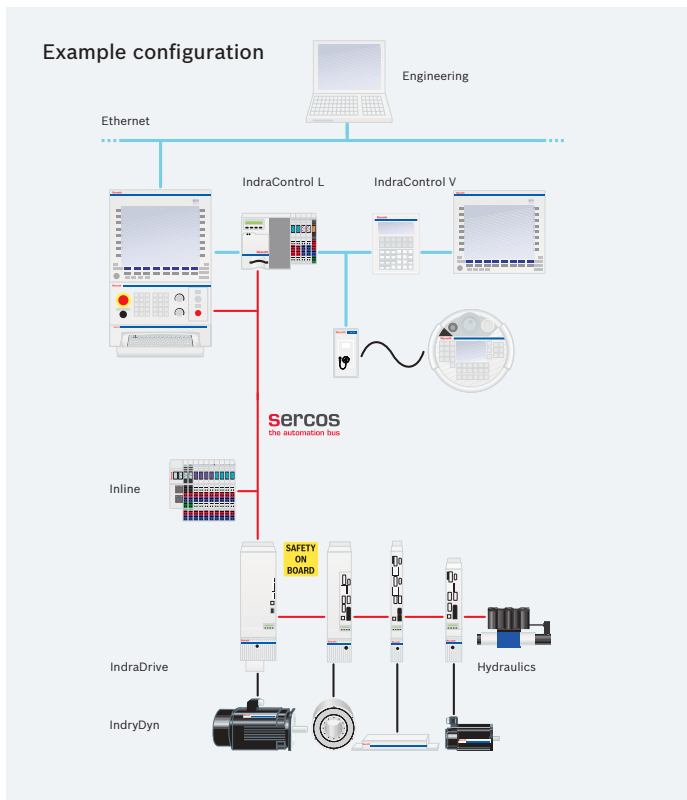 Example configuration
Engineering
Ethernet
IndraControl L
IndraControl V
sercos
the automation bus
Inline
SAFETY
ON
BOARD
IndraDrive
Hydraulics
IndryDyn